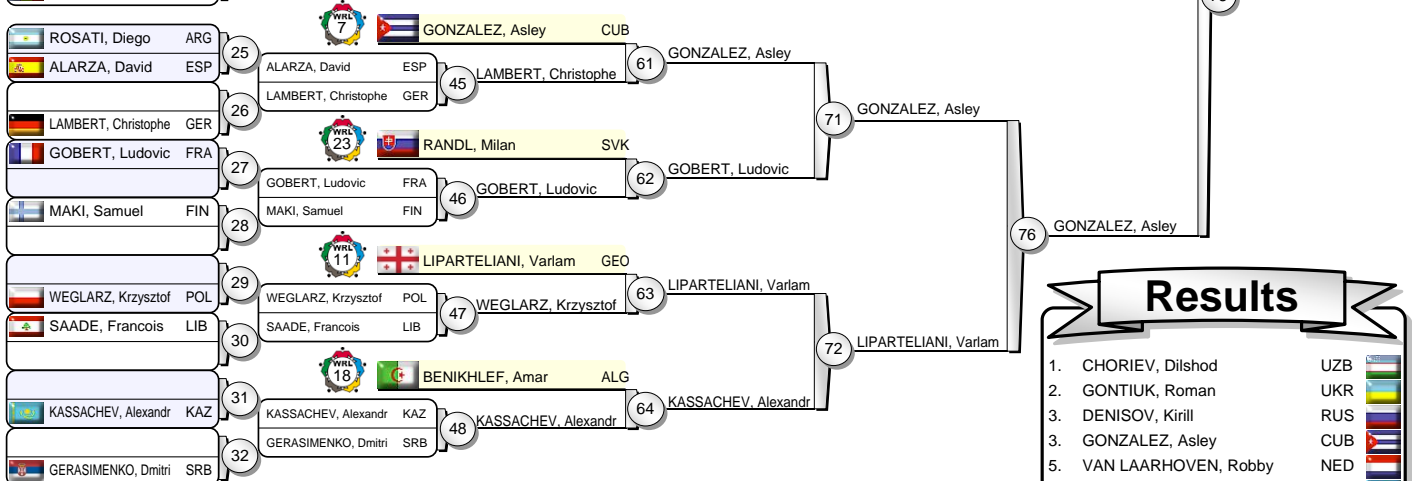 ROSATI, Diego ARG
25
ALARZA, David ESP
26
LAMBERT, Christophe GER
GOBERT, Ludovic FRA
27
MAKI, Samuel FIN
28
29
WEGLARZ, Krzysztof POL
SAADE, Francois LIB
30
31
KASSACHEV, Alexandr KAZ
32
GERASIMENKO, Dmitri SRB
WRL
7
GONZALEZ, Asley CUB
ALARZA, David ESP
45
LAMBERT, Christophe GER
LAMBERT, Christophe
WRL
23
RANDL, Milan SVK
GOBERT, Ludovic FRA
46
MAKI, Samuel FIN
GOBERT, Ludovic
WRL
11
LIPARTELIANI, Varlam GEO
WEGLARZ, Krzysztof POL
47
SAADE, Francois LIB
WEGLARZ, Krzysztof
WRL
18
BENIKHLEF, Amar ALG
KASSACHEV, Alexandr KAZ
48
GERASIMENKO, Dmitri SRB
KASSACHEV, Alexandr
61
GONZALEZ, Asley
62
GOBERT, Ludovic
63
LIPARTELIANI, Varlam
64
KASSACHEV, Alexandr
71
GONZALEZ, Asley
72
LIPARTELIANI, Varlam
76
GONZALEZ, Asley
Results
1. CHORIEV, Dilshod UZB
2. GONTIUK, Roman UKR
3. DENISOV, Kirill RUS
3. GONZALEZ, Asley CUB
5. VAN LAARHOVEN, Robby NED